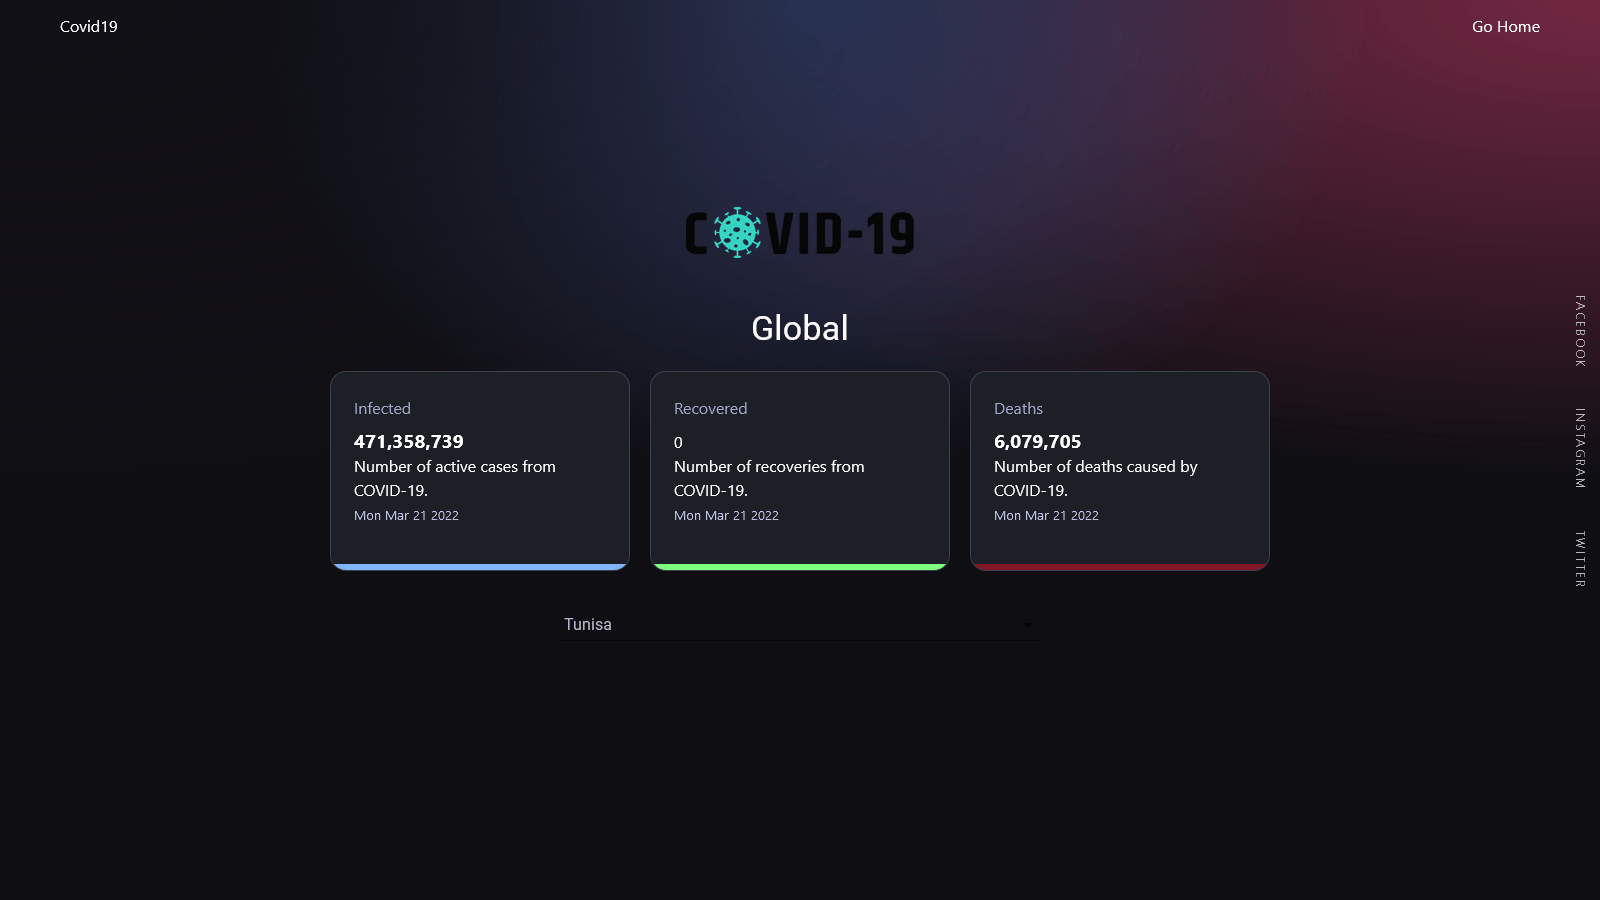 Covid19
Go Home
COVID-19
Global
Infected
471,358,739
Number of active cases from
COVID-19.
Mon Mar 21 2022
Recovered
0
Number of recoveries from
COVID-19.
Mon Mar 21 2022
Deaths
6,079,705
Number of deaths caused by
COVID-19.
Mon Mar 21 2022
Tunisa
FACEBOOK
INSTAGRAM
TWITTER